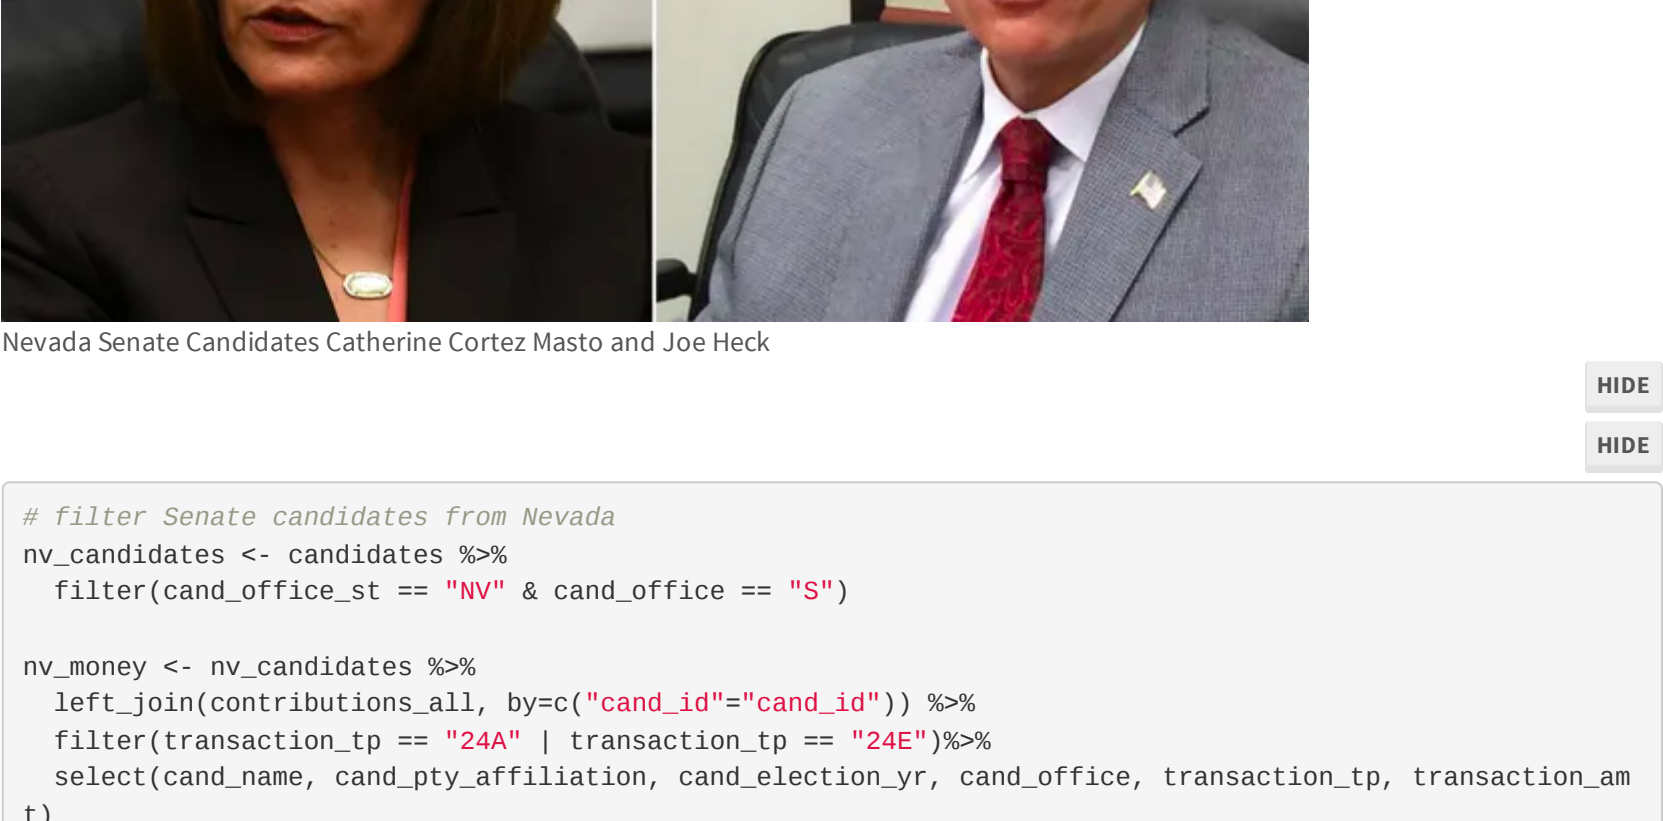 Nevada Senate Candidates Catherine Cortez Masto and Joe Heck
HIDE
HIDE
# filter Senate candidates from Nevada
nv_candidates <- candidates %>%
  filter(cand_office_st == "NV" & cand_office == "S")

nv_money <- nv_candidates %>%
  left_join(contributions_all, by=c("cand_id"="cand_id")) %>%
  filter(transaction_tp == "24A" | transaction_tp == "24E")%>%
  select(cand_name, cand_pty_affiliation, cand_election_yr, cand_office, transaction_tp, transaction_am
t)